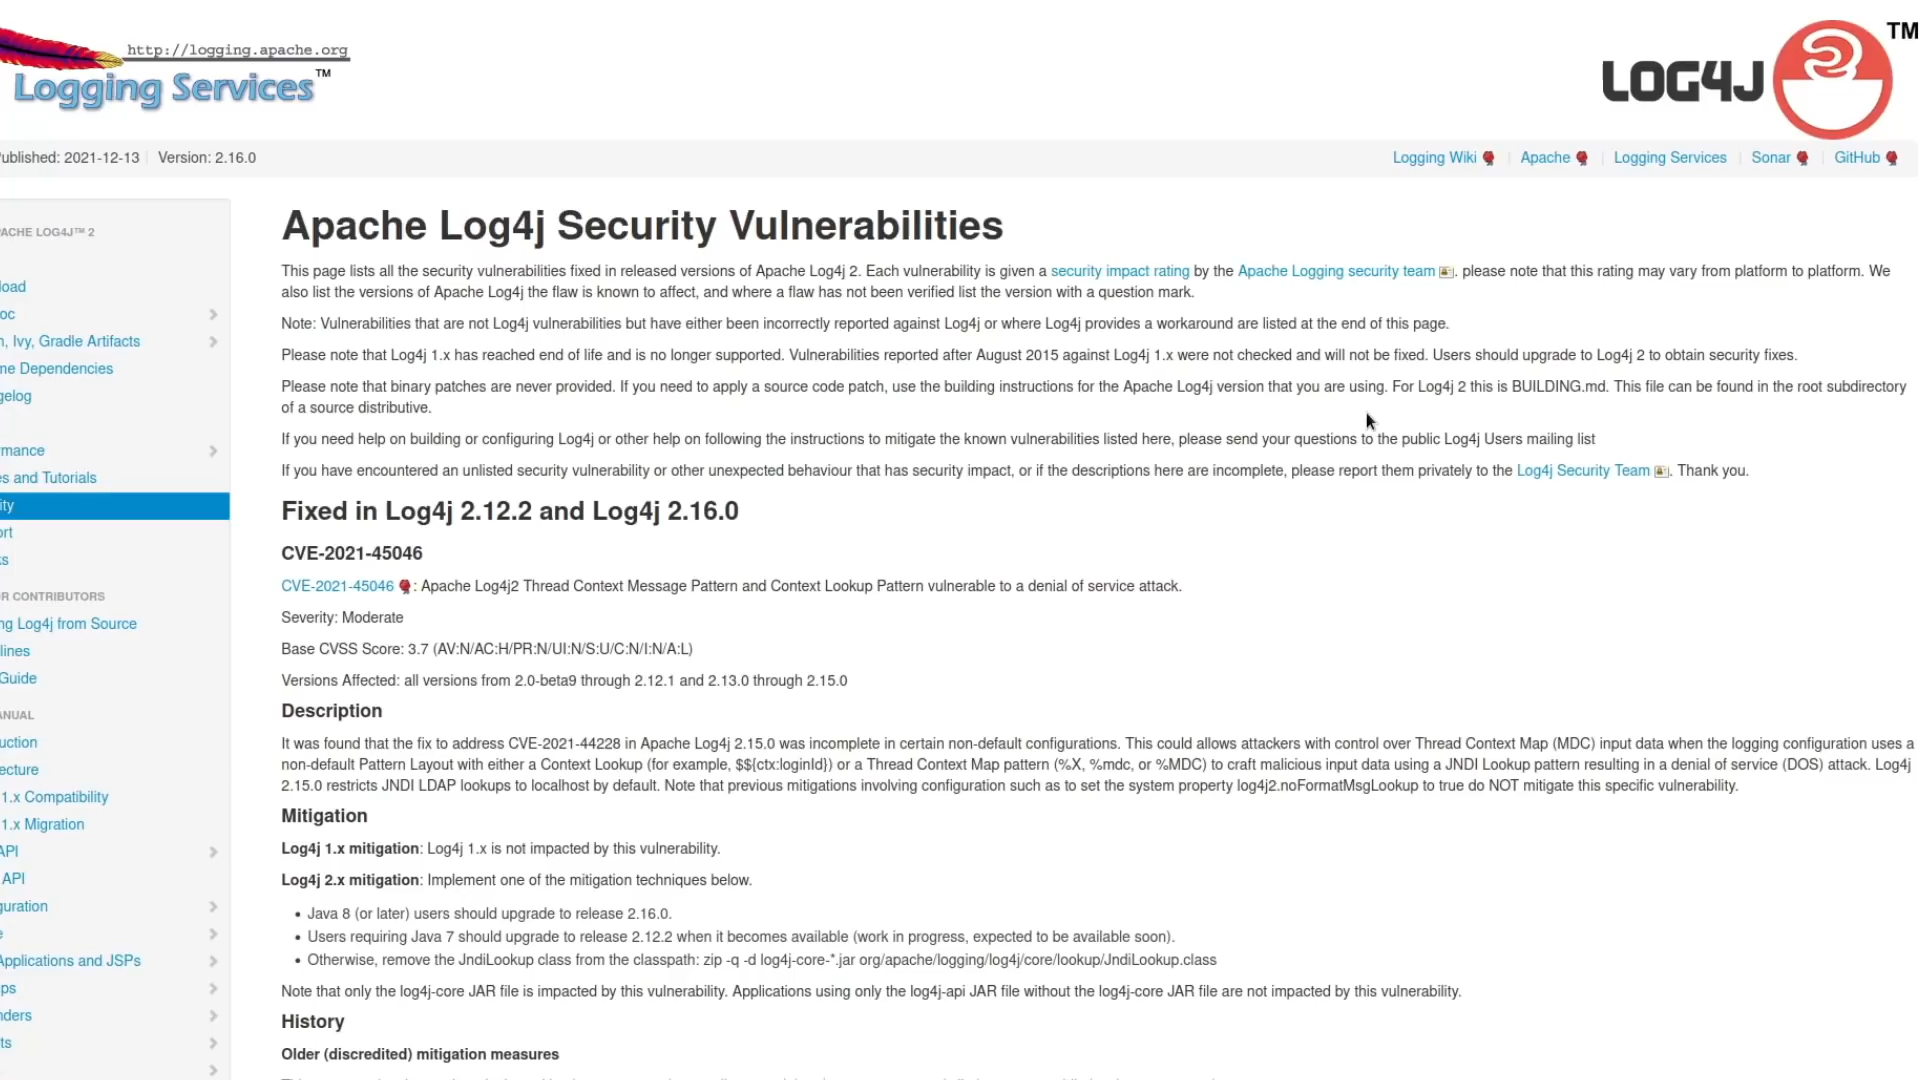 http://logging.apache.org
Logging Services™
LOG4J
TM
ublished: 2021-12-13 Version: 2.16.0
Logging Wiki Apache Logging Services Sonar GitHub
ACHE LOG4J™ 2
load
oc
, Ivy, Gradle Artifacts
me Dependencies
gelog
rmance
es and Tutorials
ity
ort
s
R CONTRIBUTORS
ng Log4j from Source
lines
Guide
ANUAL
uction
ecture
1.x Compatibility
1.x Migration
API
API
guration
e
Applications and JSPs
ps
nders
ts
Apache Log4j Security Vulnerabilities
This page lists all the security vulnerabilities fixed in released versions of Apache Log4j 2. Each vulnerability is given a security impact rating by the Apache Logging security team . please note that this rating may vary from platform to platform. We
also list the versions of Apache Log4j the flaw is known to affect, and where a flaw has not been verified list the version with a question mark.
Note: Vulnerabilities that are not Log4j vulnerabilities but have either been incorrectly reported against Log4j or where Log4j provides a workaround are listed at the end of this page.
Please note that Log4j 1.x has reached end of life and is no longer supported. Vulnerabilities reported after August 2015 against Log4j 1.x were not checked and will not be fixed. Users should upgrade to Log4j 2 to obtain security fixes.
Please note that binary patches are never provided. If you need to apply a source code patch, use the building instructions for the Apache Log4j version that you are using. For Log4j 2 this is BUILDING.md. This file can be found in the root subdirectory
of a source distributive.
If you need help on building or configuring Log4j or other help on following the instructions to mitigate the known vulnerabilities listed here, please send your questions to the public Log4j Users mailing list
If you have encountered an unlisted security vulnerability or other unexpected behaviour that has security impact, or if the descriptions here are incomplete, please report them privately to the Log4j Security Team . Thank you.
Fixed in Log4j 2.12.2 and Log4j 2.16.0
CVE-2021-45046
CVE-2021-45046 : Apache Log4j2 Thread Context Message Pattern and Context Lookup Pattern vulnerable to a denial of service attack.
Severity: Moderate
Base CVSS Score: 3.7 (AV:N/AC:H/PR:N/UI:N/S:U/C:N/I:N/A:L)
Versions Affected: all versions from 2.0-beta9 through 2.12.1 and 2.13.0 through 2.15.0
Description
It was found that the fix to address CVE-2021-44228 in Apache Log4j 2.15.0 was incomplete in certain non-default configurations. This could allows attackers with control over Thread Context Map (MDC) input data when the logging configuration uses a
non-default Pattern Layout with either a Context Lookup (for example, $${ctx:loginId}) or a Thread Context Map pattern (%X, %mdc, or %MDC) to craft malicious input data using a JNDI Lookup pattern resulting in a denial of service (DOS) attack. Log4j
2.15.0 restricts JNDI LDAP lookups to localhost by default. Note that previous mitigations involving configuration such as to set the system property log4j2.noFormatMsgLookup to true do NOT mitigate this specific vulnerability.
Mitigation
Log4j 1.x mitigation: Log4j 1.x is not impacted by this vulnerability.
Log4j 2.x mitigation: Implement one of the mitigation techniques below.
• Java 8 (or later) users should upgrade to release 2.16.0.
• Users requiring Java 7 should upgrade to release 2.12.2 when it becomes available (work in progress, expected to be available soon).
• Otherwise, remove the JndiLookup class from the classpath: zip -q -d log4j-core-*.jar org/apache/logging/log4j/core/lookup/JndiLookup.class
Note that only the log4j-core JAR file is impacted by this vulnerability. Applications using only the log4j-api JAR file without the log4j-core JAR file are not impacted by this vulnerability.
History
Older (discredited) mitigation measures